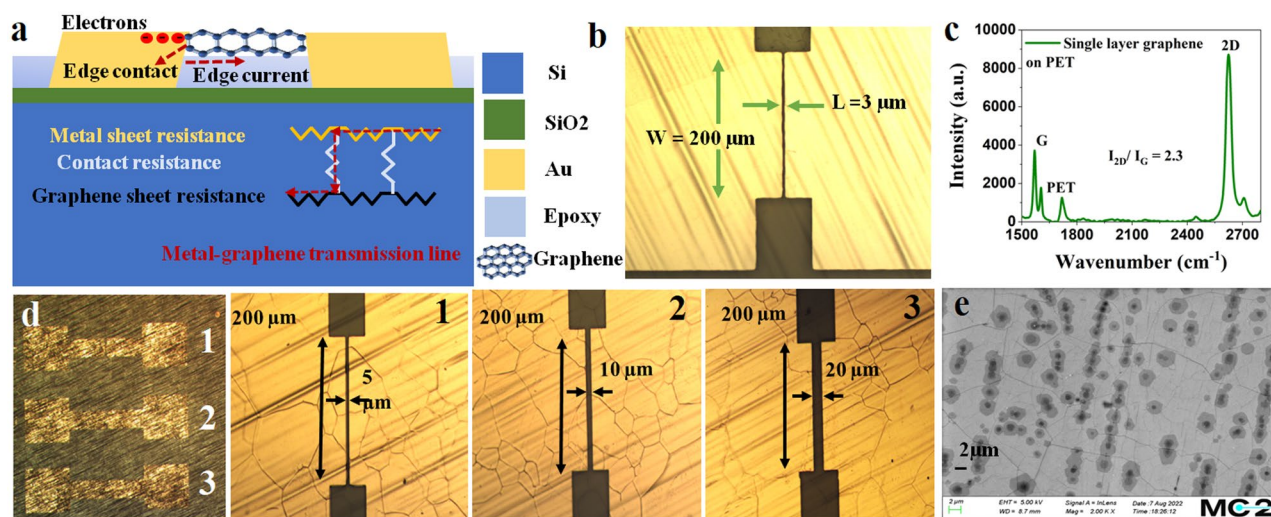 a
Electrons
Edge contact
Edge current
Metal sheet resistance
Contact resistance
Graphene sheet resistance
Metal-graphene transmission line
Si
SiO2
Au
Epoxy
Graphene
b
L =3 µm
W = 200 µm
c
Single layer graphene
on PET
2D
G
PET
I2D/ IG = 2.3
Intensity (a.u.)
10000
8000
6000
4000
2000
0
1500 1800 2100 2400 2700
Wavenumber (cm-1)
d
1
2
3
200 µm
1
5
µm
200 µm
2
10 µm
200 µm
3
20 µm
e
2µm
2 µm
EHT = 5.00 kV
WD = 8.7 mm
Signal A = InLens
Mag = 2.00 K X
Date :7 Aug 2022
Time :18:26:12
MC2